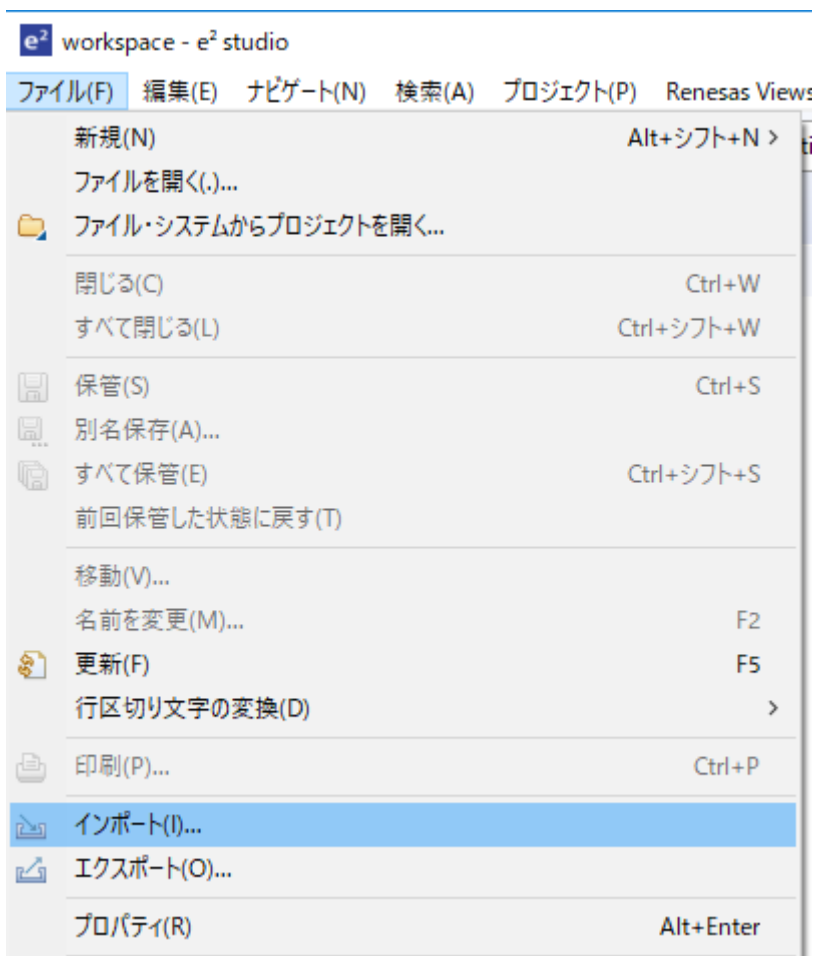 e² workspace - e² studio
ファイル(F) 編集(E) ナビゲート(N) 検索(A) プロジェクト(P) Renesas Views
新規(N) Alt+シフト+N >
ファイルを開く(.)...
ファイル・システムからプロジェクトを開く...
閉じる(C) Ctrl+W
すべて閉じる(L) Ctrl+シフト+W
保管(S) Ctrl+S
別名保存(A)...
すべて保管(E) Ctrl+シフト+S
前回保管した状態に戻す(T)
移動(V)...
名前を変更(M)... F2
更新(F) F5
行区切り文字の変換(D) >
印刷(P)... Ctrl+P
インポート(I)...
エクスポート(O)...
プロパティ(R) Alt+Enter